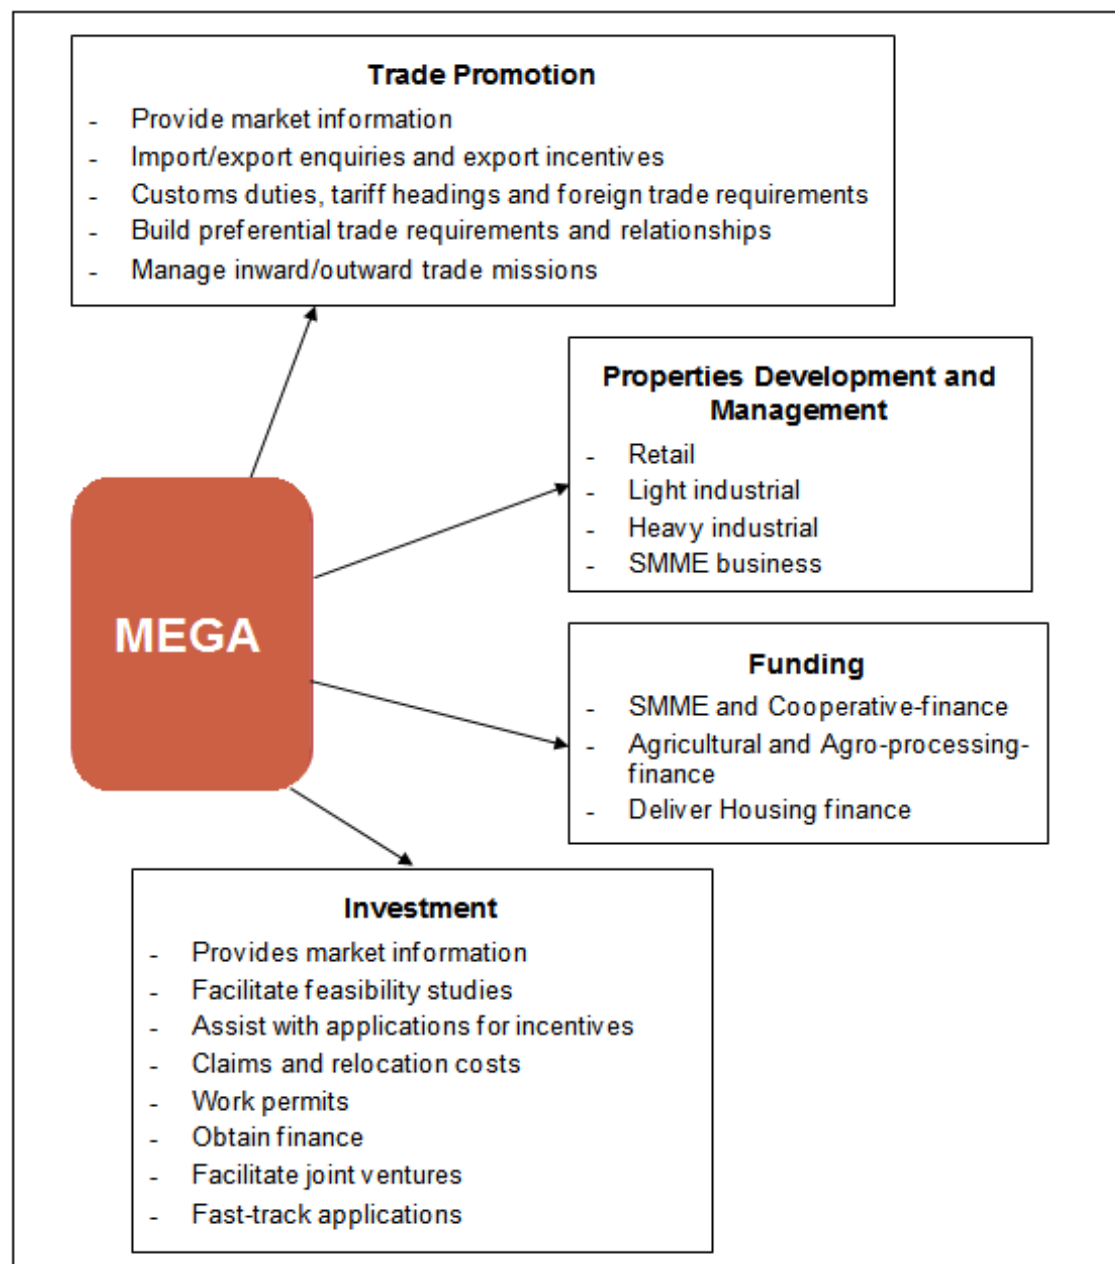 Trade Promotion
- Provide market information
- Import/export enquiries and export incentives
- Customs duties, tariff headings and foreign trade requirements
- Build preferential trade requirements and relationships
- Manage inward/outward trade missions
Properties Development and
Management
- Retail
- Light industrial
- Heavy industrial
- SMME business
MEGA
Funding
- SMME and Cooperative-finance
- Agricultural and Agro-processing-
finance
- Deliver Housing finance
Investment
- Provides market information
- Facilitate feasibility studies
- Assist with applications for incentives
- Claims and relocation costs
- Work permits
- Obtain finance
- Facilitate joint ventures
- Fast-track applications